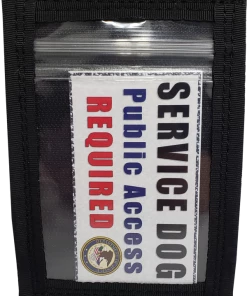 SERVICE DOG
Public Access
REQUIRED